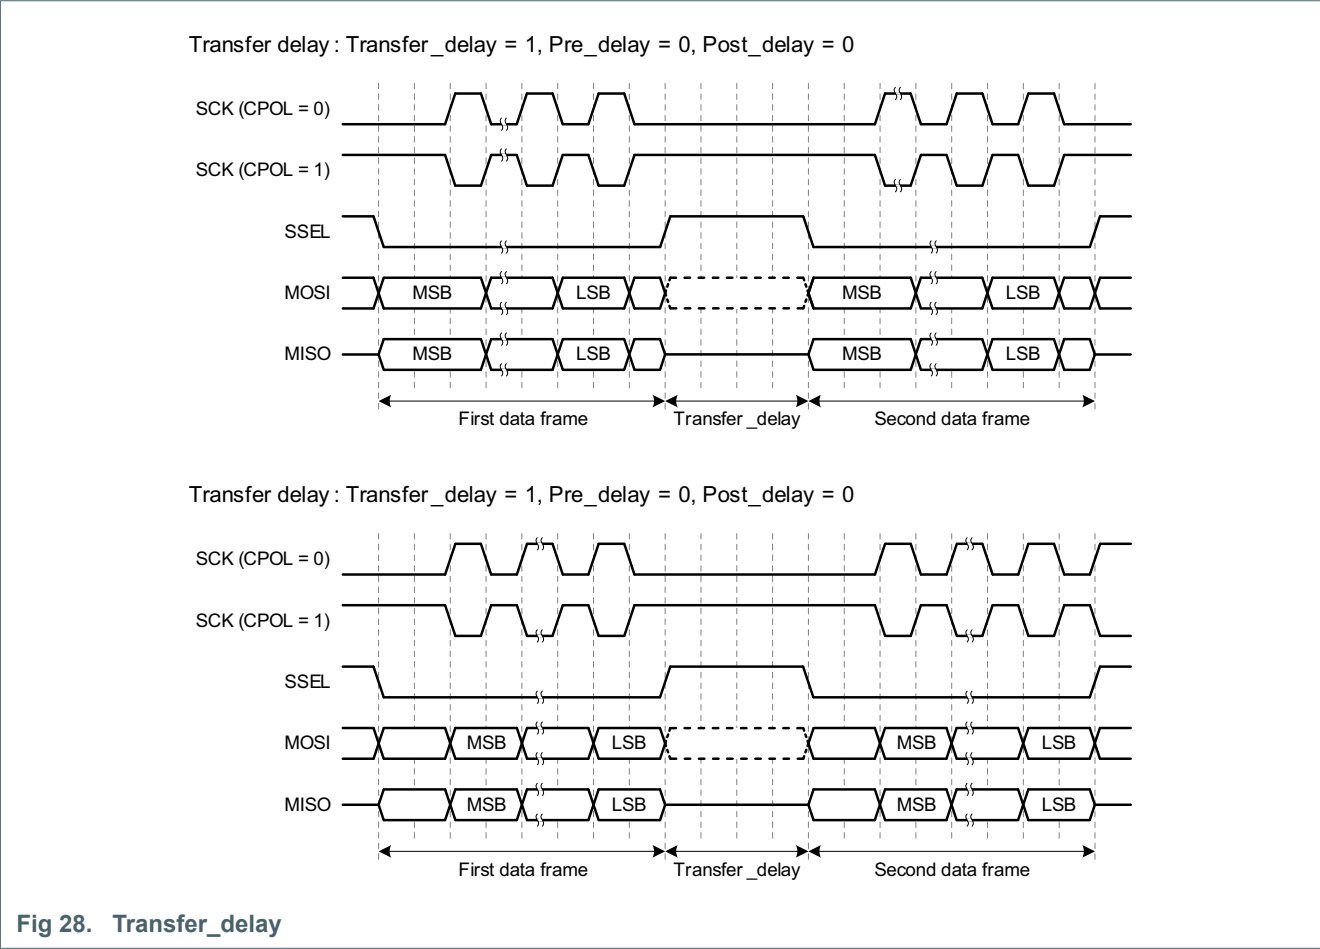 Transfer delay : Transfer_delay = 1, Pre_delay = 0, Post_delay = 0
SCK (CPOL = 0)
SCK (CPOL = 1)
SSEL
MOSI MSB LSB MSB LSB
MISO MSB LSB MSB LSB
First data frame Transfer _delay Second data frame
Transfer delay : Transfer_delay = 1, Pre_delay = 0, Post_delay = 0
SCK (CPOL = 0)
SCK (CPOL = 1)
SSEL
MOSI MSB LSB MSB LSB
MISO MSB LSB MSB LSB
First data frame Transfer _delay Second data frame
Fig 28. Transfer_delay